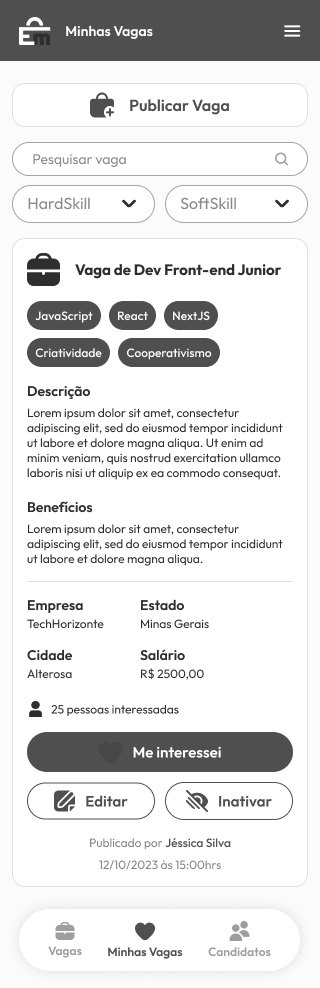 Em
Minhas Vagas
Publicar Vaga
Pesquisar vaga
HardSkill
SoftSkill
Vaga de Dev Front-end Junior
JavaScript
React
NextJS
Criatividade
Cooperativismo
Descrição
Lorem ipsum dolor sit amet, consectetur
adipiscing elit, sed do eiusmod tempor incididunt
ut labore et dolore magna aliqua. Ut enim ad
minim veniam, quis nostrud exercitation ullamco
laboris nisi ut aliquip ex ea commodo consequat.
Benefícios
Lorem ipsum dolor sit amet, consectetur
adipiscing elit, sed do eiusmod tempor incididunt
ut labore et dolore magna aliqua.
Empresa
TechHorizonte
Estado
Minas Gerais
Cidade
Alterosa
Salário
R$ 2500,00
25 pessoas interessadas
Me interessei
Editar
Inativar
Publicado por Jéssica Silva
12/10/2023 às 15:00hrs
Vagas
Minhas Vagas
Candidatos